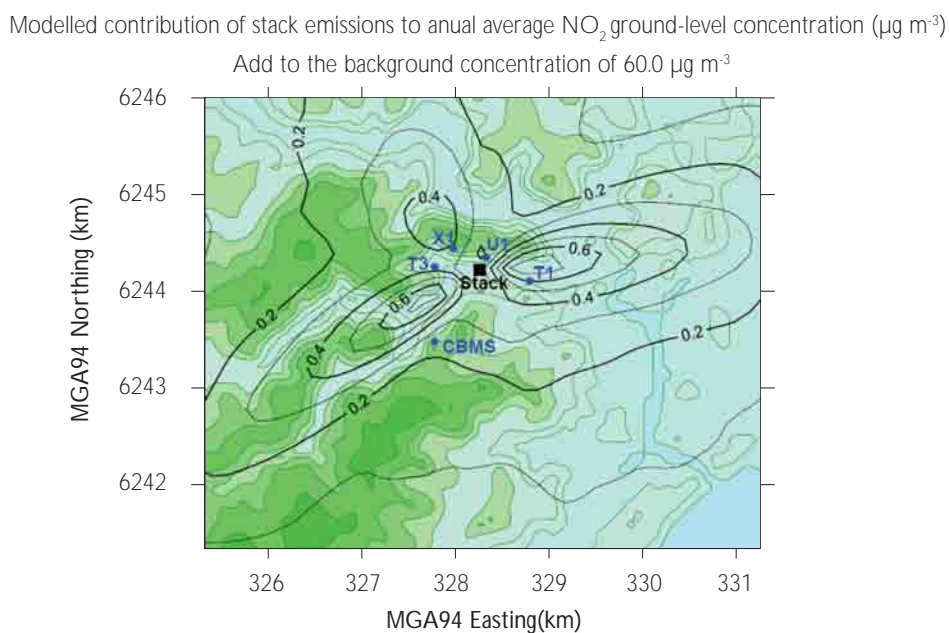 Modelled contribution of stack emissions to anual average NO₂ ground-level concentration (µg m⁻³)
Add to the background concentration of 60.0 µg m⁻³
6246
6245
6244
6243
6242
MGA94 Northing (km)
0.2
0.4
0.2
X1
U1
0.6
T3
T1
Stack
0.6
0.4
0.2
0.4
0.2
CBMS
0.2
326
327
328
329
330
331
MGA94 Easting(km)